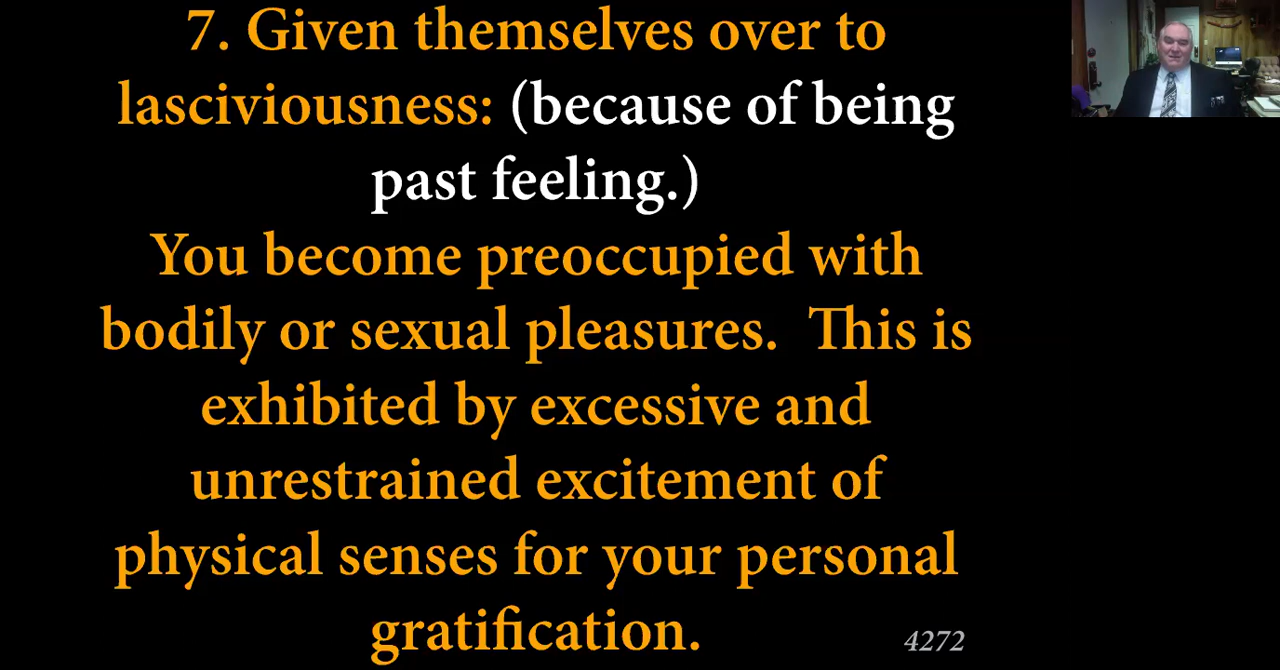 7. Given themselves over to
lasciviousness: (because of being
past feeling.)
You become preoccupied with
bodily or sexual pleasures.  This is
exhibited by excessive and
unrestrained excitement of
physical senses for your personal
gratification.
4272